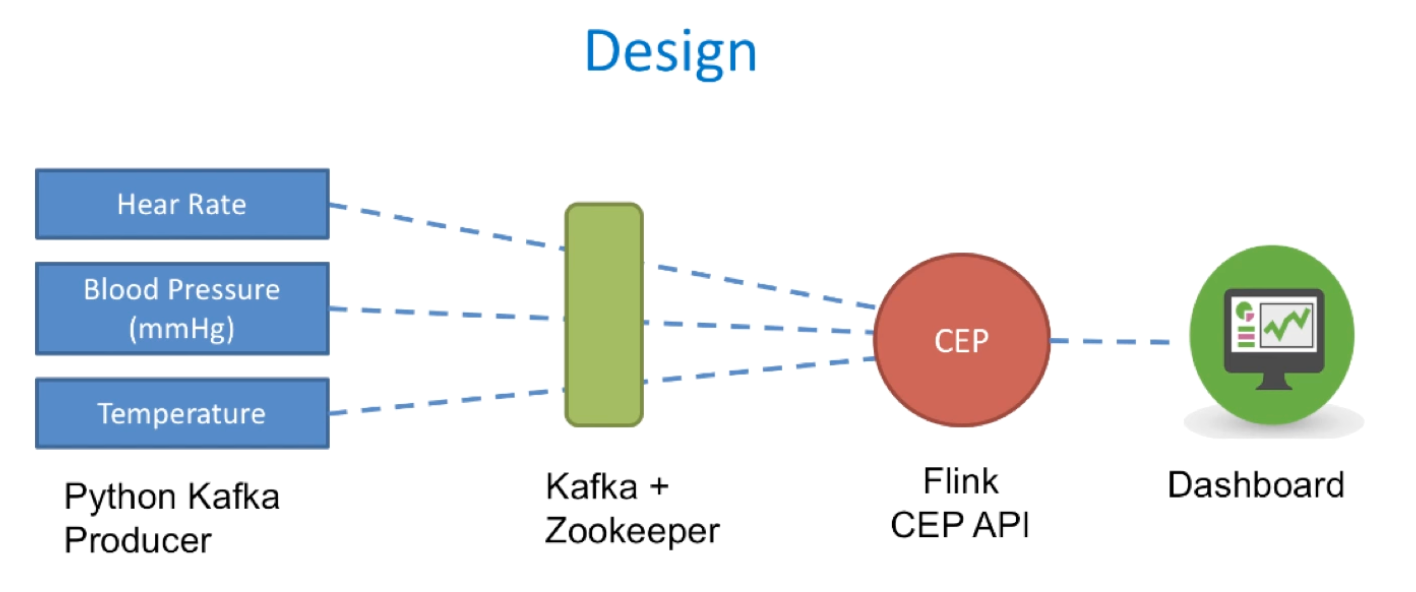 Design
Hear Rate
Blood Pressure
(mmHg)
Temperature
Python Kafka
Producer
Kafka +
Zookeeper
CEP
Flink
CEP API
Dashboard